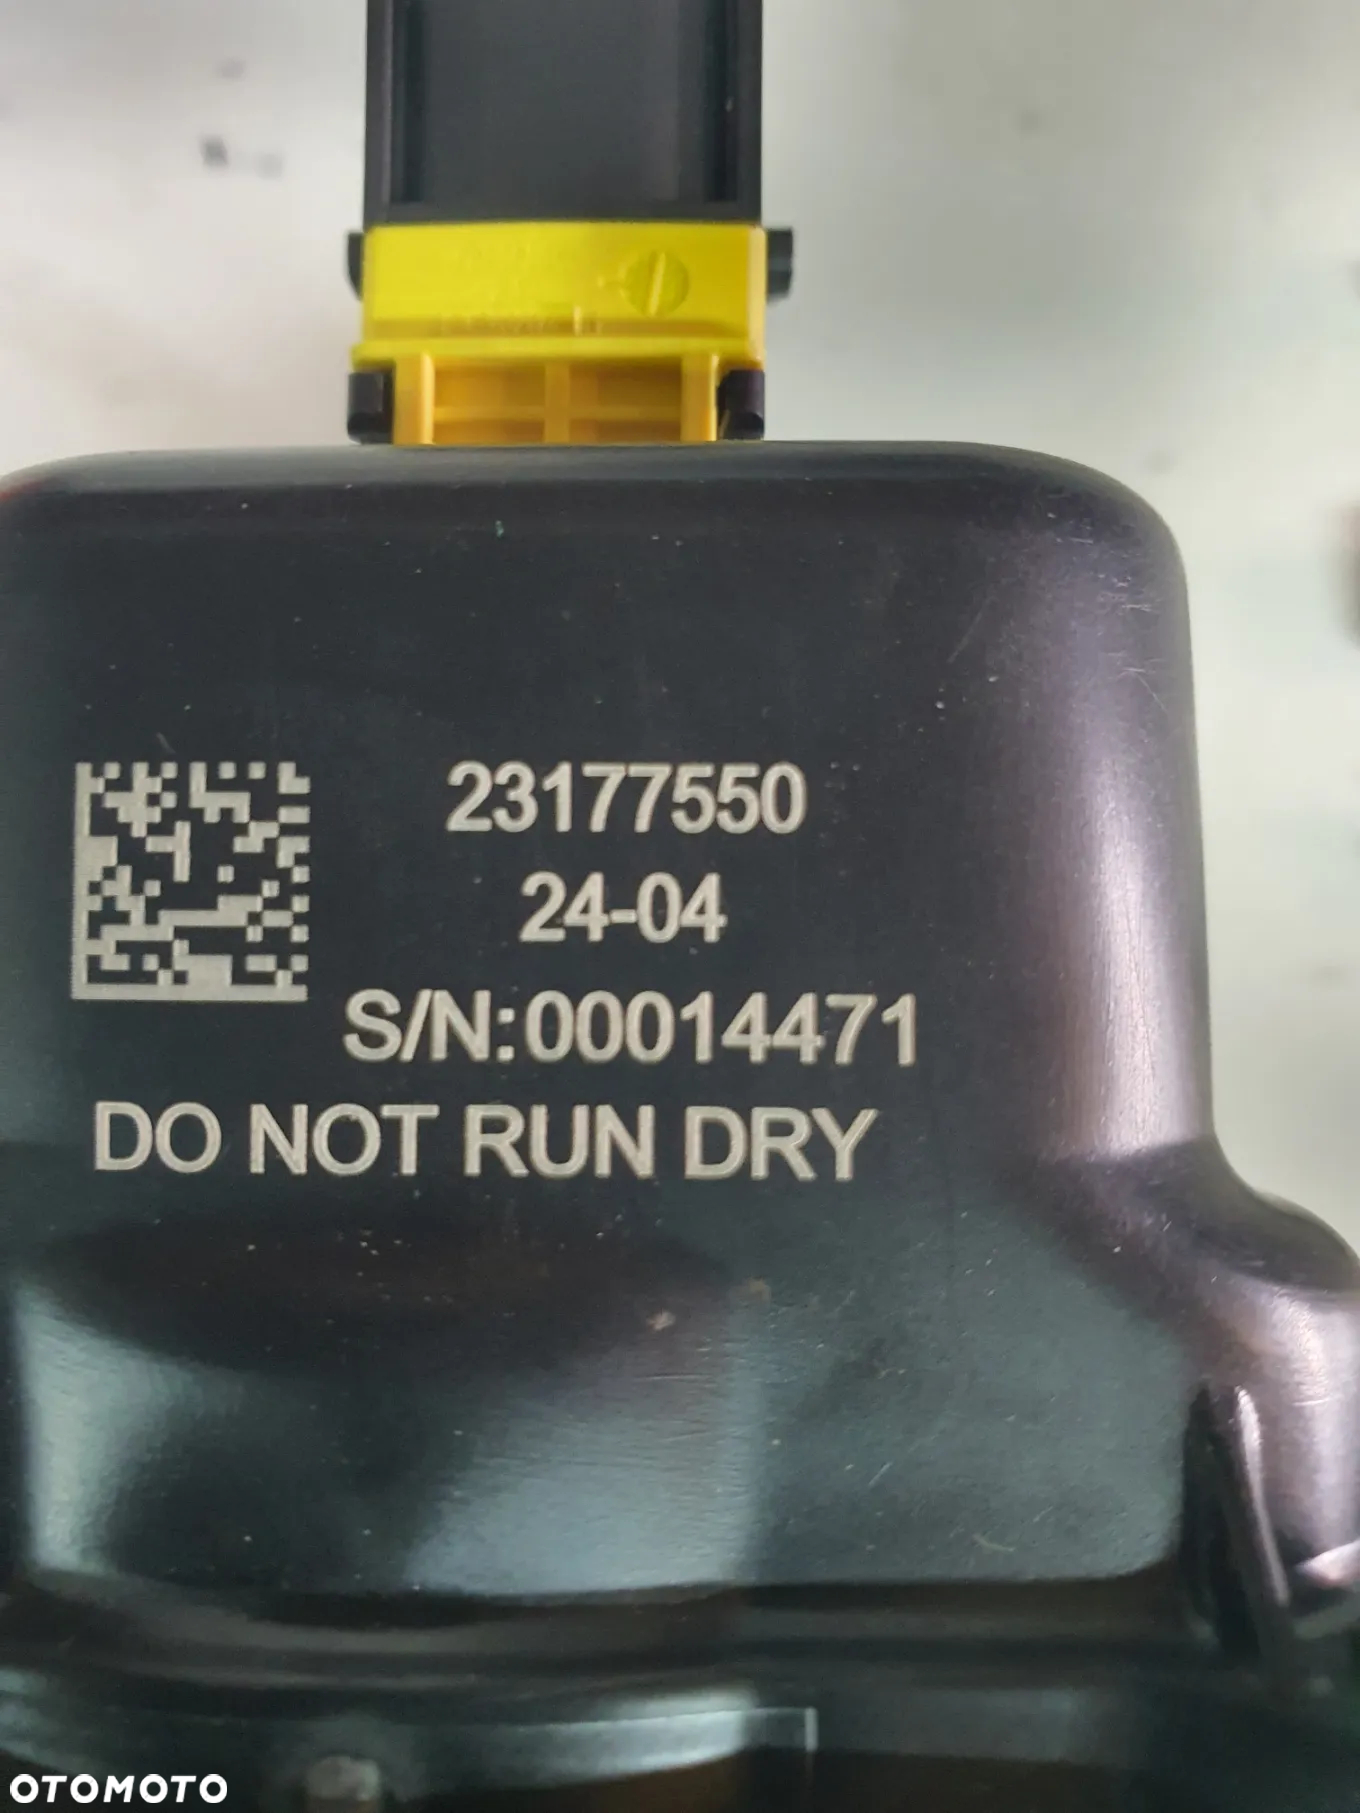 23177550
24-04
S/N:00014471
DO NOT RUN DRY
OTOMOTO